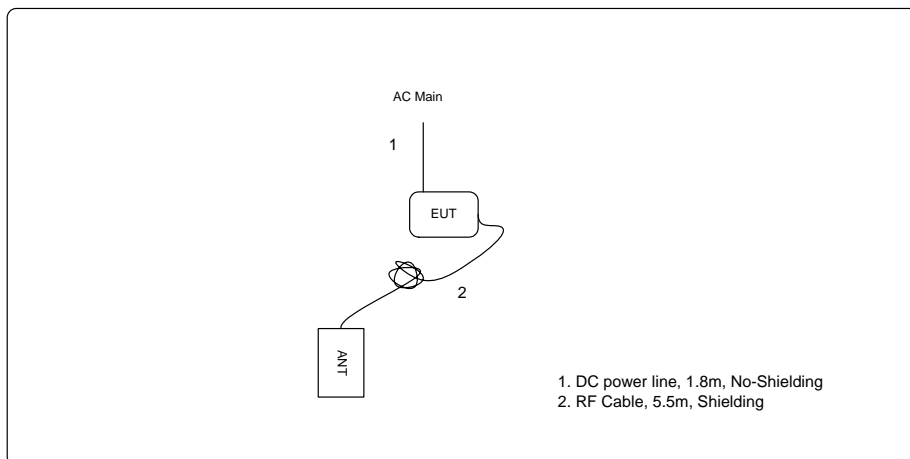 AC Main
1
EUT
2
ANT
1. DC power line, 1.8m, No-Shielding
2. RF Cable, 5.5m, Shielding